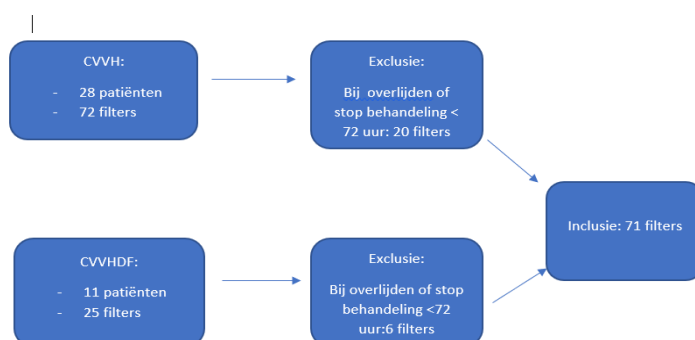 CVVH:
- 28 patiënten
- 72 filters
Exclusie:
Bij overlijden of
stop behandeling <
72 uur: 20 filters
Inclusie: 71 filters
CVVHDF:
- 11 patiënten
- 25 filters
Exclusie:
Bij overlijden of stop
behandeling <72
uur:6 filters